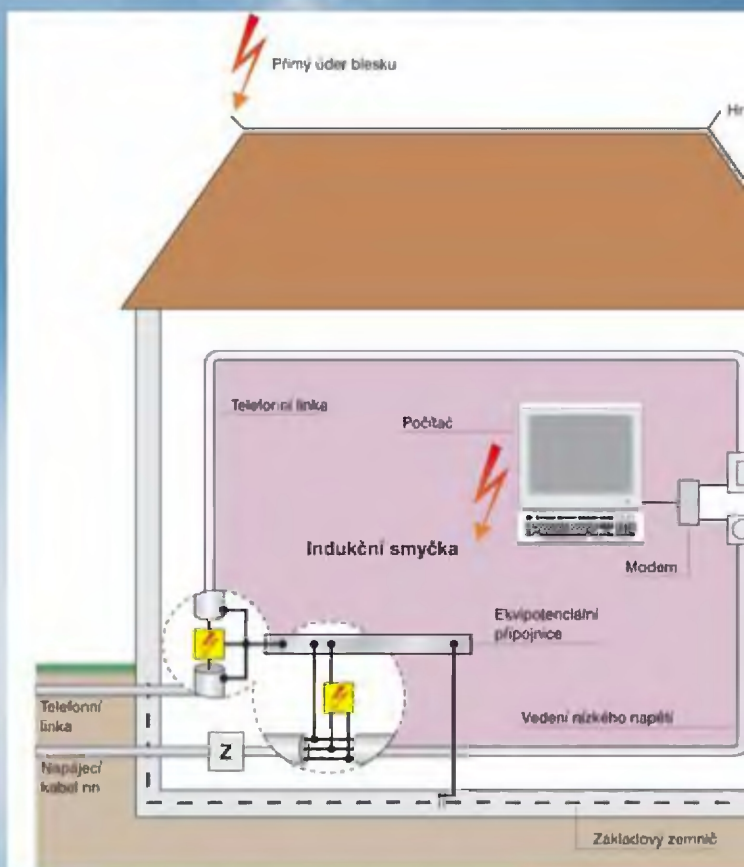 Přímý úder blesku
Hr
Telefonní linka
Počítač
Indukční smyčka
Modem
Ekvipotenciální
přípojnice
Telefonní
linka
Vedení nízkého napětí
Z
Napájecí
kabel nn
Základový zemnič